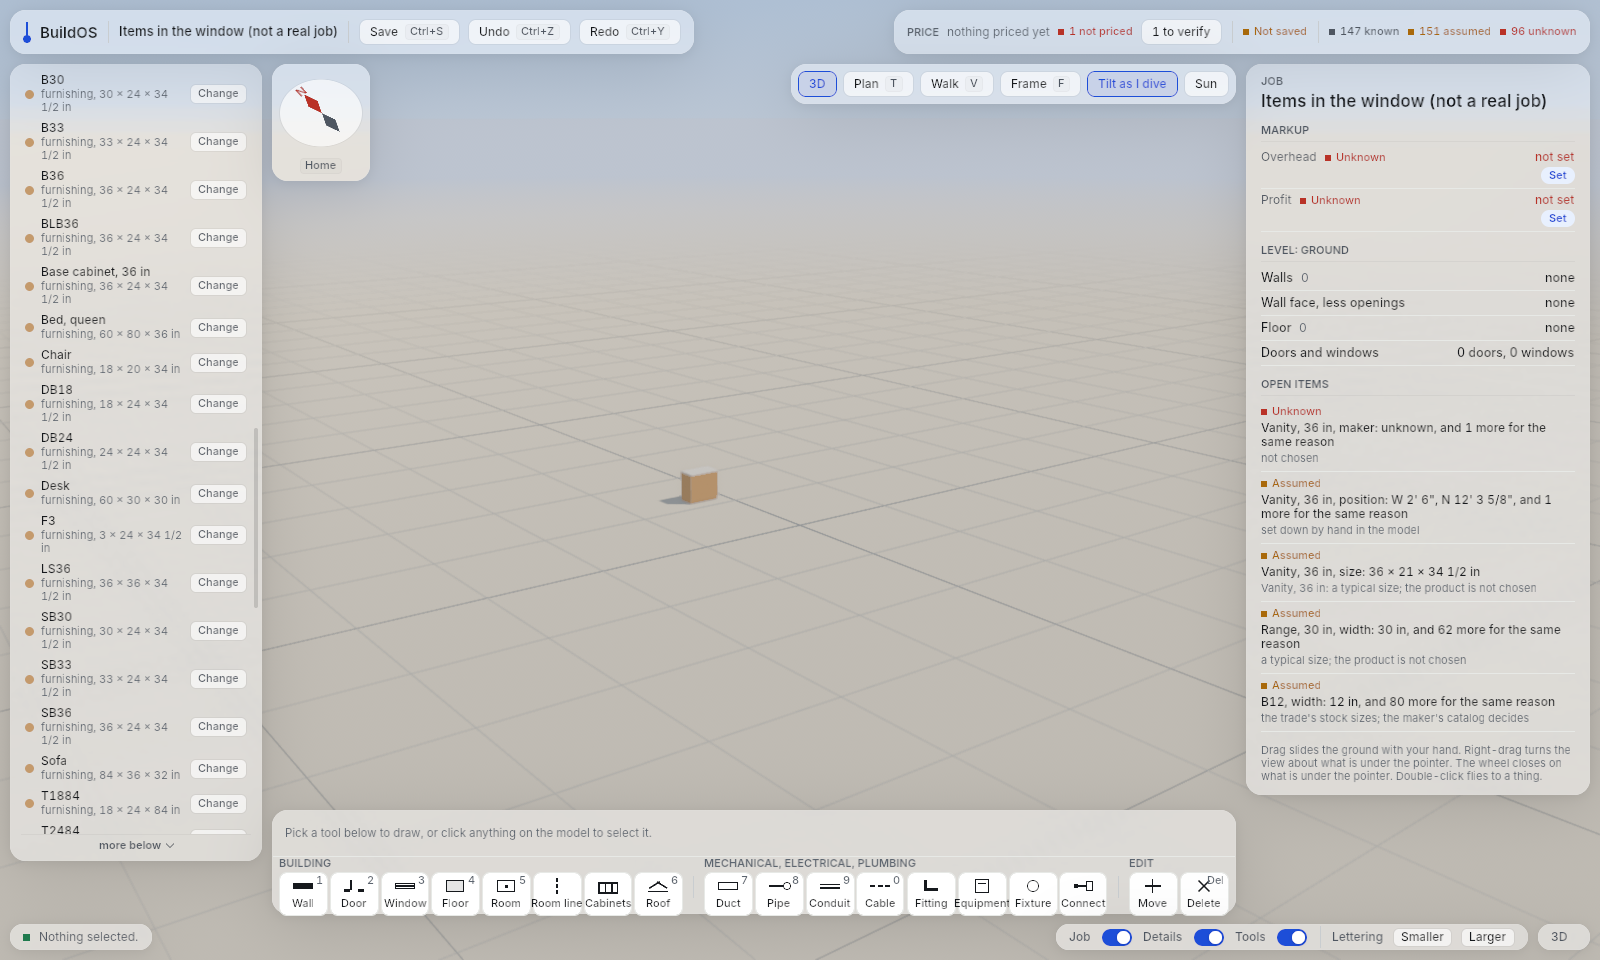 BuildOS
Items in the window (not a real job)
Save Ctrl+S
Undo Ctrl+Z
Redo Ctrl+Y
PRICE nothing priced yet 1 not priced 1 to verify Not saved 147 known 151 assumed 96 unknown
B30
furnishing, 30 × 24 × 34
1/2 in
Change
B33
furnishing, 33 × 24 × 34
1/2 in
Change
B36
furnishing, 36 × 24 × 34
1/2 in
Change
BLB36
furnishing, 36 × 24 × 34
1/2 in
Change
Base cabinet, 36 in
furnishing, 36 × 24 × 34
1/2 in
Change
Bed, queen
furnishing, 60 × 80 × 36 in
Change
Chair
furnishing, 18 × 20 × 34 in
Change
DB18
furnishing, 18 × 24 × 34
1/2 in
Change
DB24
furnishing, 24 × 24 × 34
1/2 in
Change
Desk
furnishing, 60 × 30 × 30 in
Change
F3
furnishing, 3 × 24 × 34 1/2
in
Change
LS36
furnishing, 36 × 36 × 34
1/2 in
Change
SB30
furnishing, 30 × 24 × 34
1/2 in
Change
SB33
furnishing, 33 × 24 × 34
1/2 in
Change
SB36
furnishing, 36 × 24 × 34
1/2 in
Change
Sofa
furnishing, 84 × 36 × 32 in
Change
T1884
furnishing, 18 × 24 × 84 in
Change
T2484
more below
N
Home
3D
Plan T
Walk V
Frame F
Tilt as I dive
Sun
JOB
Items in the window (not a real job)
MARKUP
Overhead Unknown not set
Set
Profit Unknown not set
Set
LEVEL: GROUND
Walls 0 none
Wall face, less openings none
Floor 0 none
Doors and windows 0 doors, 0 windows
OPEN ITEMS
Unknown
Vanity, 36 in, maker: unknown, and 1 more for the
same reason
not chosen
Assumed
Vanity, 36 in, position: W 2' 6", N 12' 3 5/8", and 1
more for the same reason
set down by hand in the model
Assumed
Vanity, 36 in, size: 36 × 21 × 34 1/2 in
Vanity, 36 in: a typical size; the product is not chosen
Assumed
Range, 30 in, width: 30 in, and 62 more for the same
reason
a typical size; the product is not chosen
Assumed
B12, width: 12 in, and 80 more for the same reason
the trade's stock sizes; the maker's catalog decides
Drag slides the ground with your hand. Right-drag turns the
view about what is under the pointer. The wheel closes on
what is under the pointer. Double-click flies to a thing.
Pick a tool below to draw, or click anything on the model to select it.
BUILDING
1 Wall
2 Door
3 Window
4 Floor
5 Room
Room line
Cabinets
6 Roof
MECHANICAL, ELECTRICAL, PLUMBING
7 Duct
8 Pipe
9 Conduit
0 Cable
Fitting
Equipment
Fixture
Connect
EDIT
Move
Del Delete
Nothing selected.
Job Details Tools Lettering Smaller Larger 3D